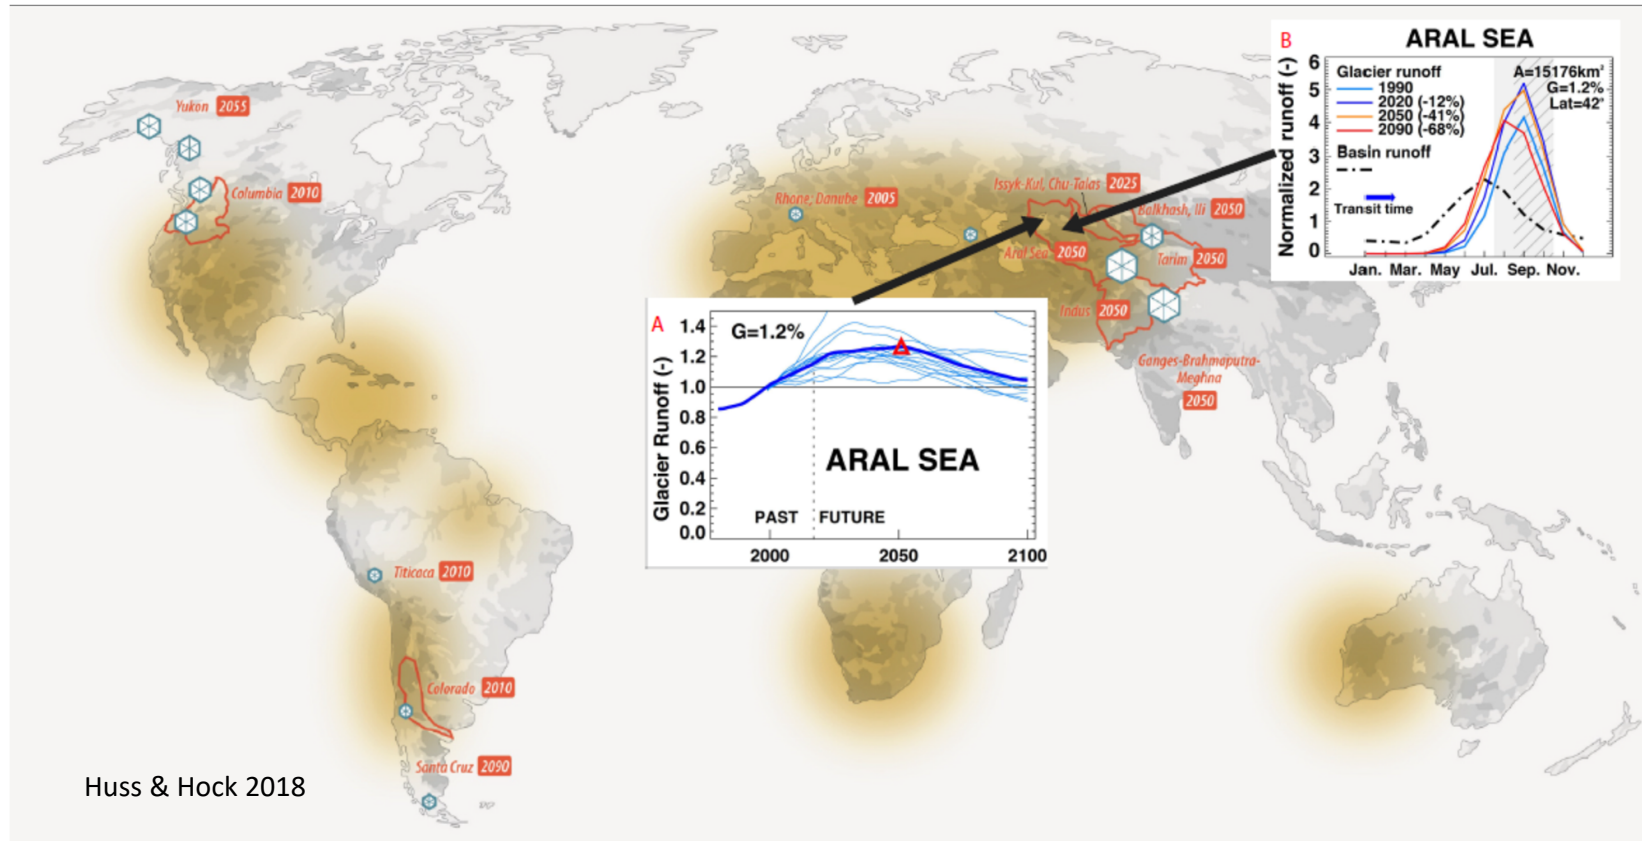 Yukon 2055
Columbia 2010
Rhone, Danube 2005
Issyk-Kul, Chu-Talas 2025
Balkhash, Ili 2050
Aral Sea 2050
Tarim 2050
Indus 2050
Ganges-Brahmaputra-
Meghna
2050
Titicaca 2010
Colorado 2010
Santa Cruz 2090
Huss & Hock 2018
A
G=1.2%
Glacier Runoff (-)
1.4
1.2
1.0
0.8
0.6
0.4
0.2
0.0
ARAL SEA
PAST FUTURE
2000 2050 2100
B
ARAL SEA
Normalized runoff (-)
6
5
4
3
2
1
0
Glacier runoff
1990
2020 (-12%)
2050 (-41%)
2090 (-68%)
Basin runoff
Transit time
A=15176km²
G=1.2%
Lat=42°
Jan. Mar. May Jul. Sep. Nov.